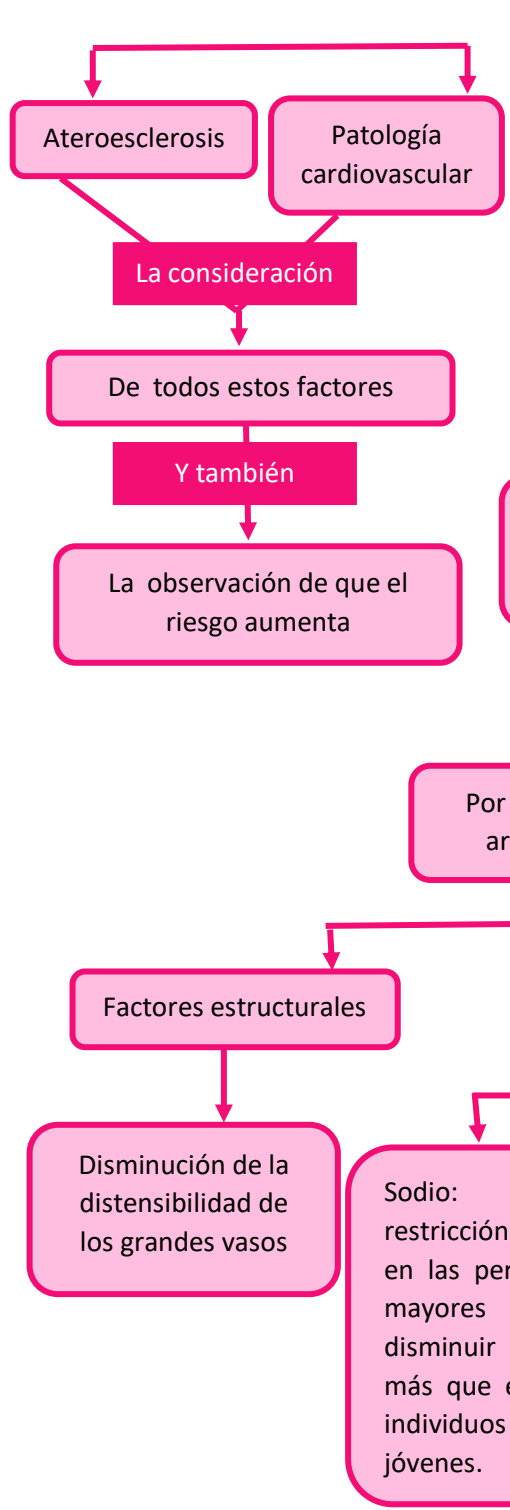 Ateroesclerosis
Patología
cardiovascular
La consideración
De todos estos factores
Y también
La observación de que el
riesgo aumenta
Por
Factores estructurales
Disminución de la
distensibilidad de
los grandes vasos
Sodio:
restricción
en las
mayores
disminuir
más que
individuos
jóvenes.